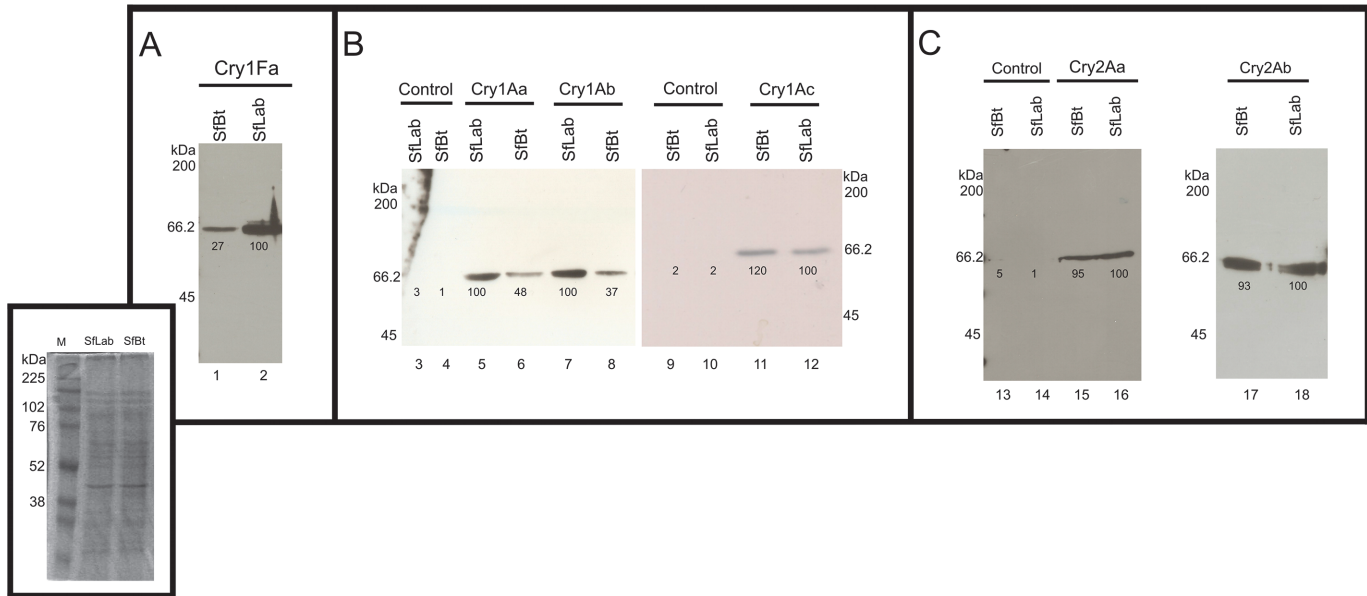 A
Cry1Fa
SfBt SfLab
kDa
200
66.2
45
27 100
1 2
B
Control Cry1Aa Cry1Ab Control Cry1Ac
SfLab SfBt SfLab SfBt SfLab SfBt SfBt SfLab SfBt SfLab
kDa
200
66.2
45
3 1 100 48 100 37
2 2 120 100
kDa
200
66.2
45
3 4 5 6 7 8 9 10 11 12
C
Control Cry2Aa Cry2Ab
SfBt SfLab SfBt SfLab SfBt SfLab
kDa
200
66.2
45
5 1 95 100
kDa
200
66.2
45
93 100
13 14 15 16 17 18
M SfLab SfBt
kDa
225
102
76
52
38